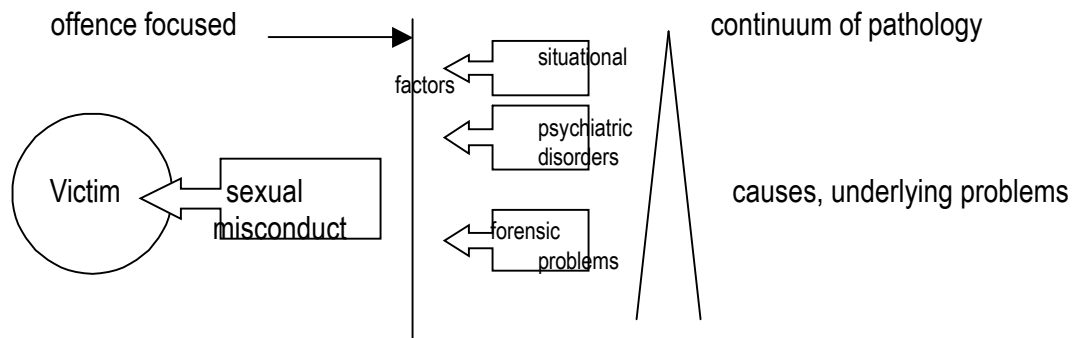 offence focused
continuum of pathology
situational
factors
psychiatric
disorders
Victim
sexual
misconduct
causes, underlying problems
forensic
problems